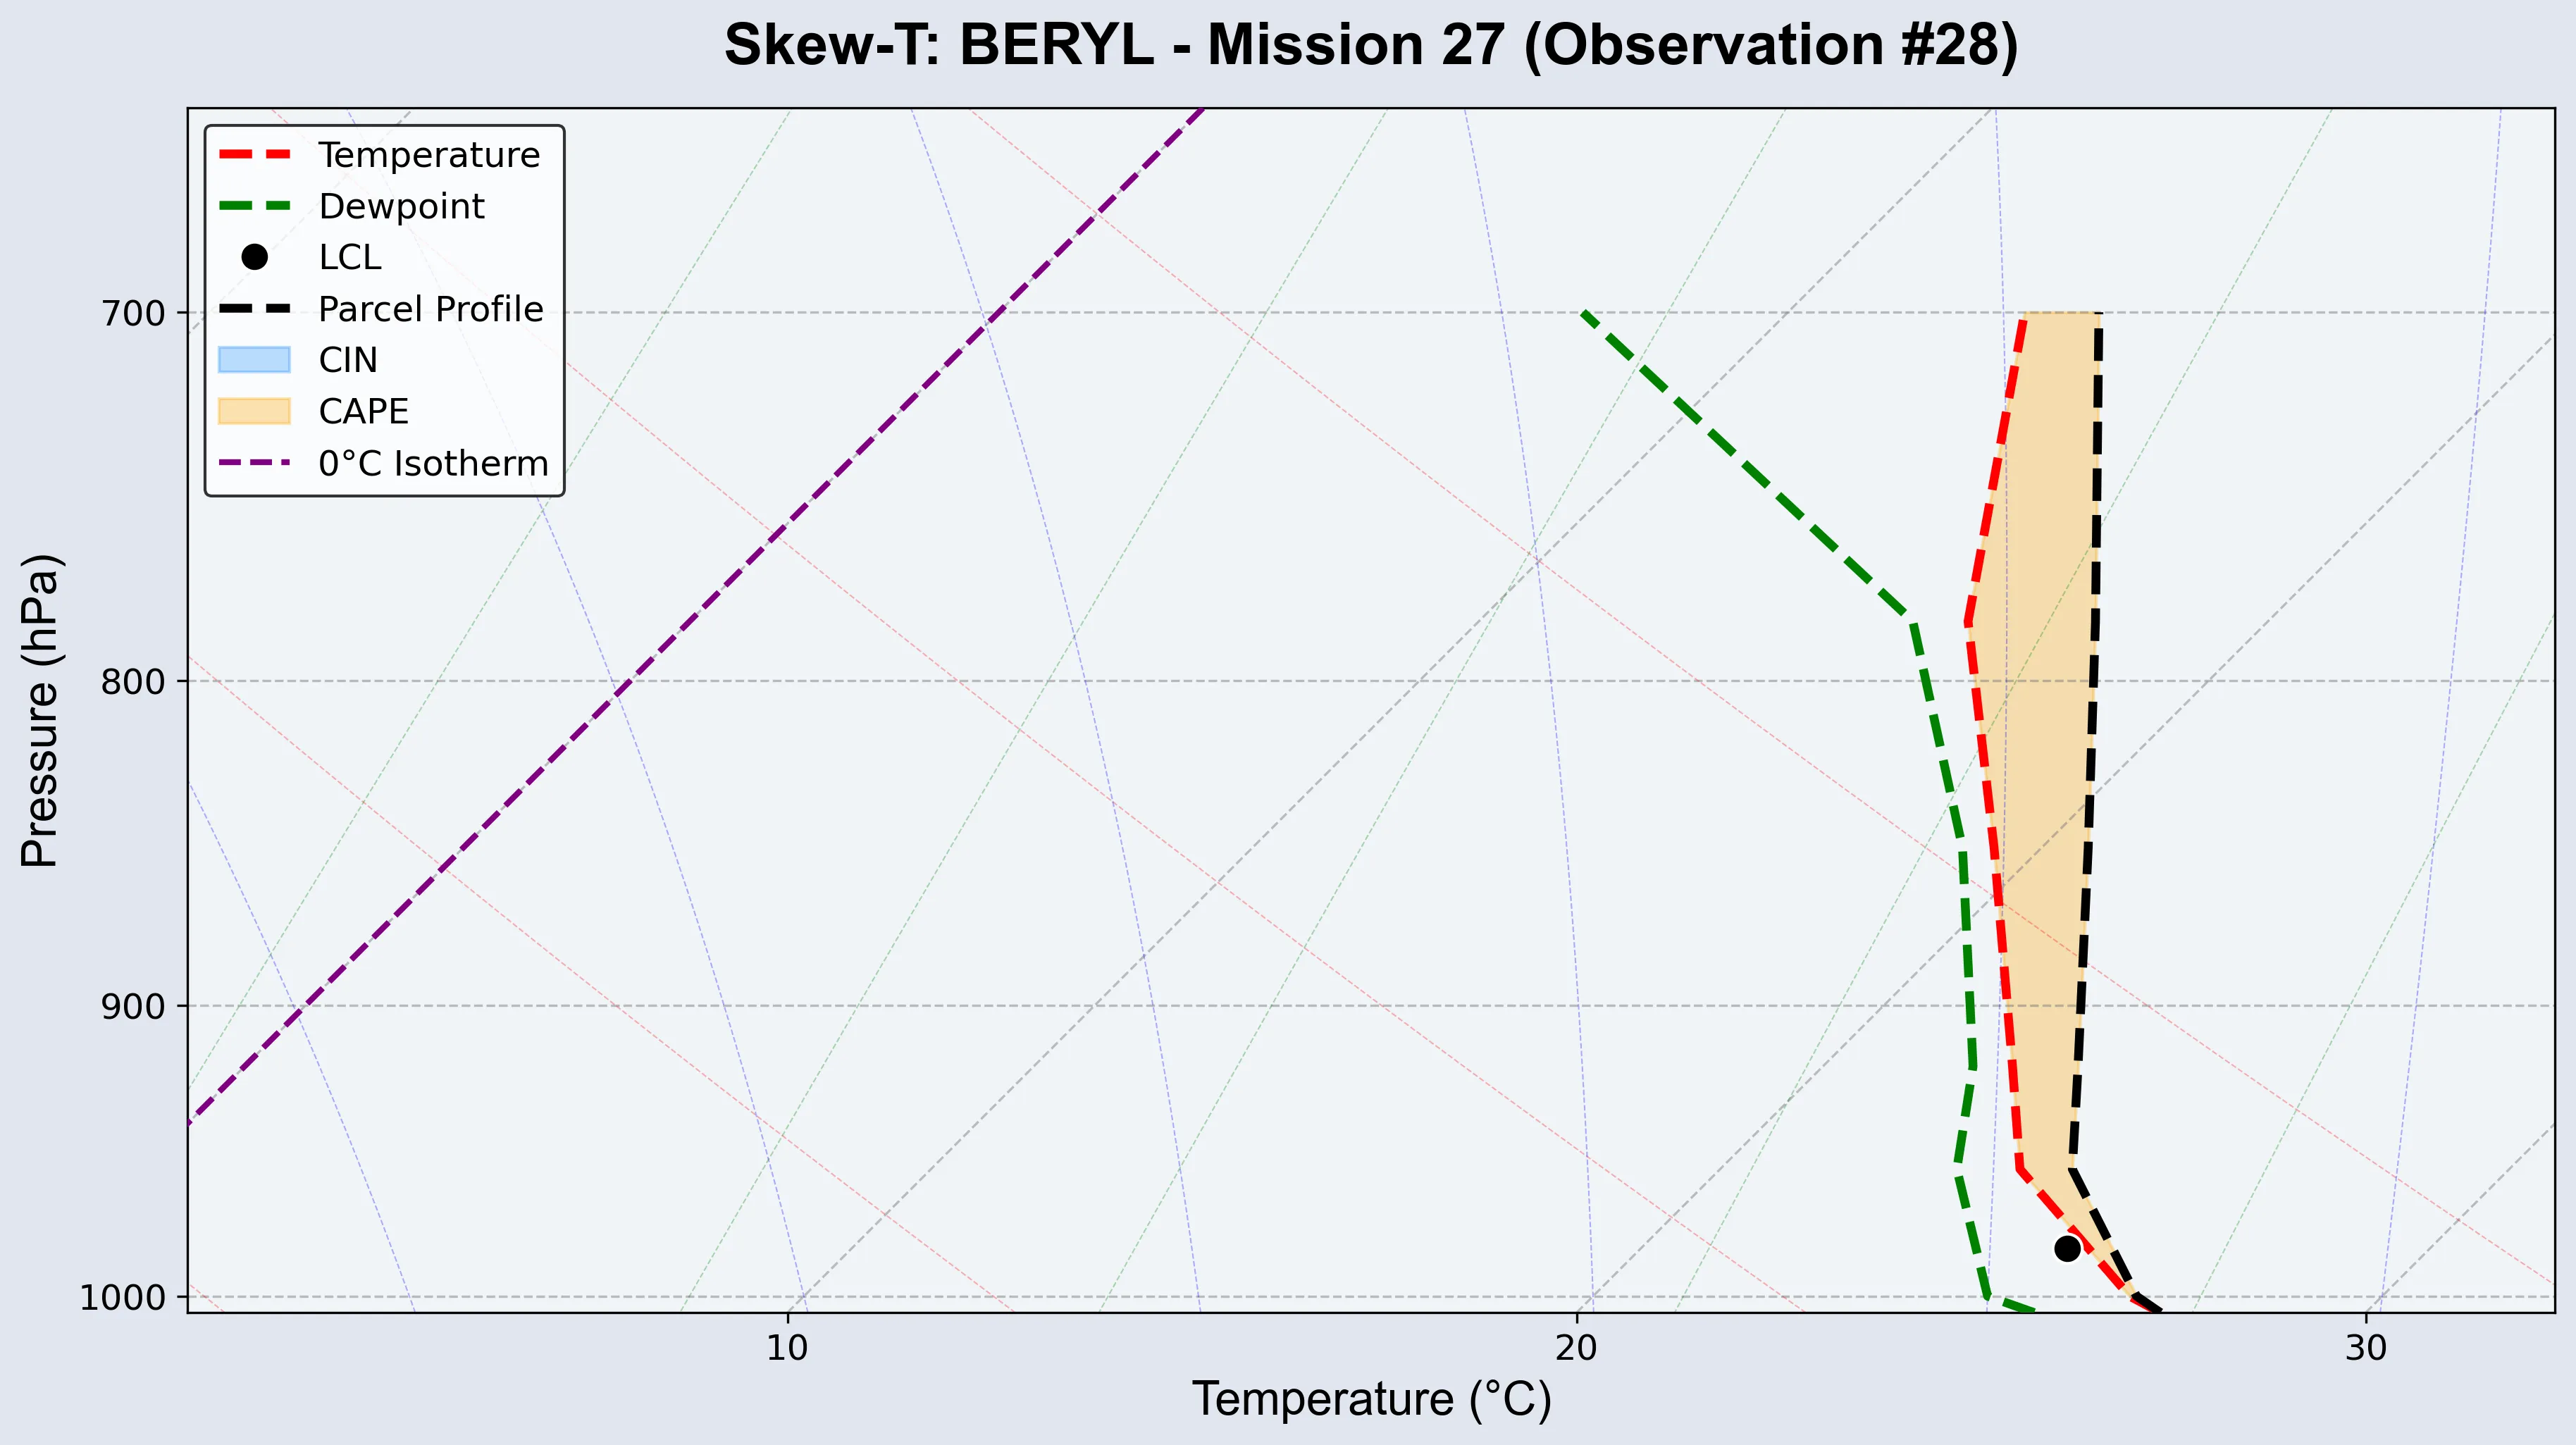 Skew-T: BERYL - Mission 27 (Observation #28)
Temperature
Dewpoint
LCL
Parcel Profile
CIN
CAPE
0°C Isotherm
Pressure (hPa)
700
800
900
1000
10
20
30
Temperature (°C)